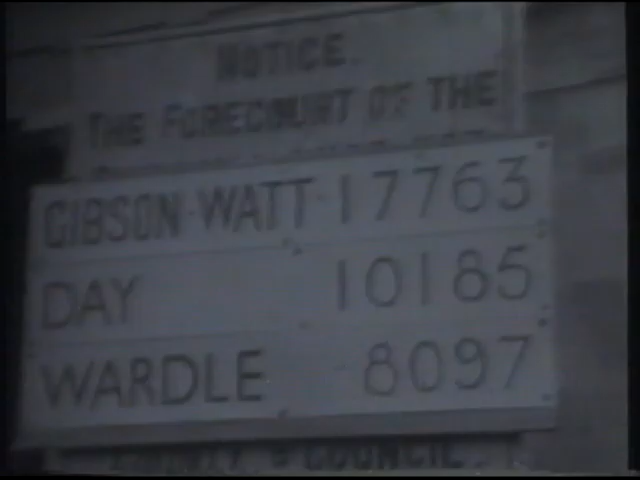 NOTICE
THE FORECOURT OF THE
GIBSON-WATT 17763
DAY 10185
WARDLE 8097
COUNCIL